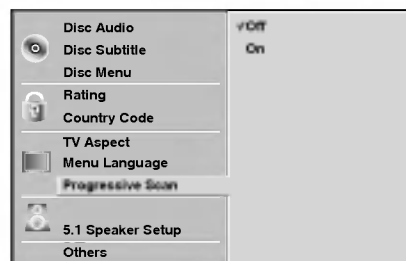 Disc Audio
Disc Subtitle
Disc Menu
Rating
Country Code
TV Aspect
Menu Language
Progressive Scan
5.1 Speaker Setup
Others
√ Off
On